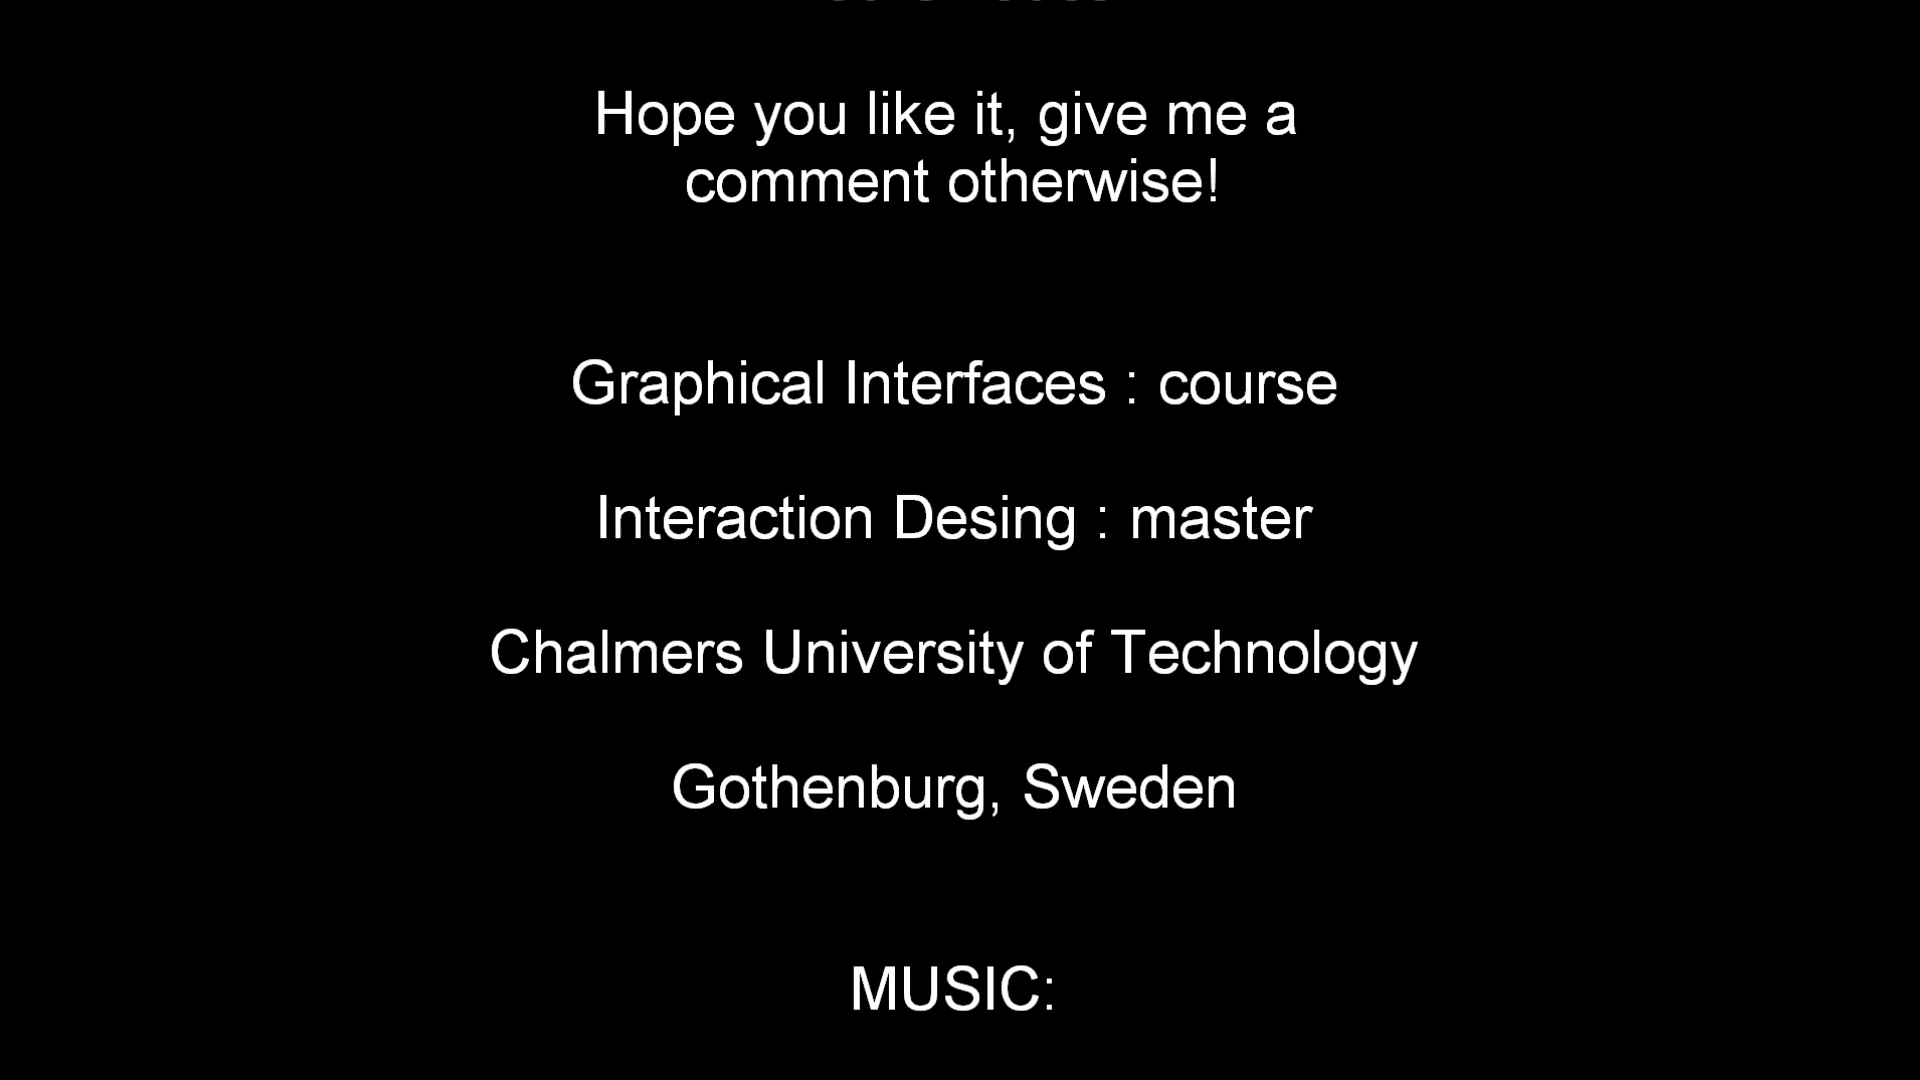 Hope you like it, give me a
comment otherwise!
Graphical Interfaces : course
Interaction Desing : master
Chalmers University of Technology
Gothenburg, Sweden
MUSIC: